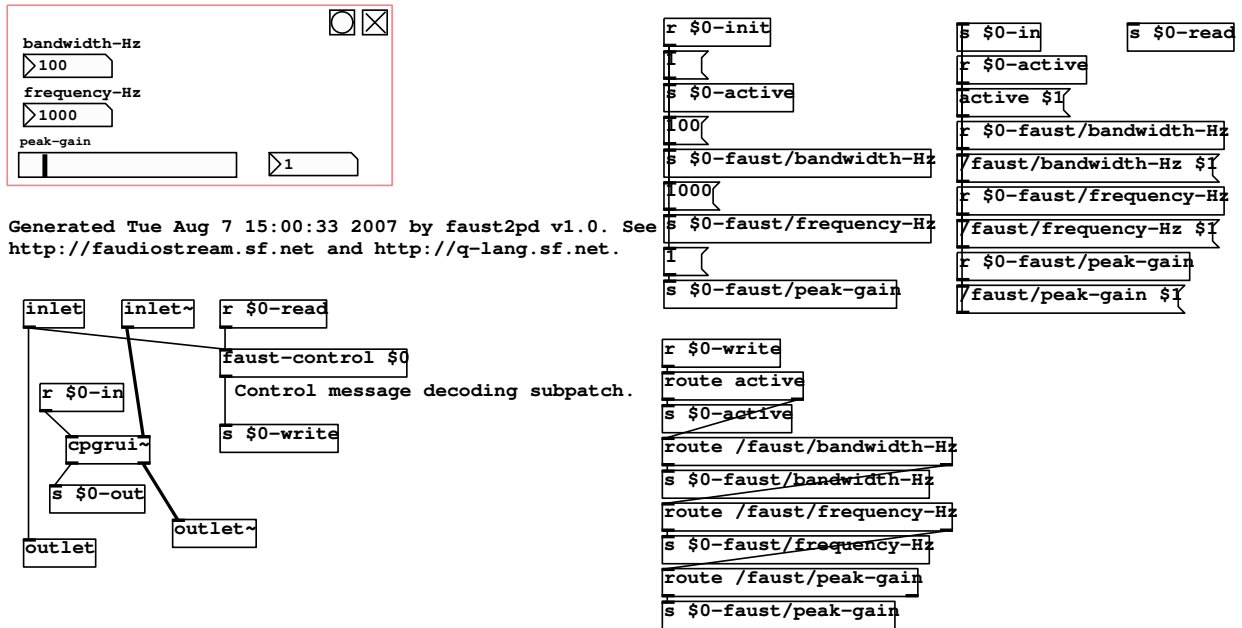 bandwidth-Hz
100
frequency-Hz
1000
peak-gain
1
Generated Tue Aug 7 15:00:33 2007 by faust2pd v1.0. See
http://faudiostream.sf.net and http://q-lang.sf.net.
inlet
inlet~
r $0-read
faust-control $0
Control message decoding subpatch.
r $0-in
s $0-write
cpgrui~
s $0-out
outlet~
outlet
r $0-init
1
s $0-active
100
s $0-faust/bandwidth-Hz
1000
s $0-faust/frequency-Hz
1
s $0-faust/peak-gain
s $0-in
s $0-read
r $0-active
active $1
r $0-faust/bandwidth-Hz
/faust/bandwidth-Hz $1
r $0-faust/frequency-Hz
/faust/frequency-Hz $1
r $0-faust/peak-gain
/faust/peak-gain $1
r $0-write
route active
s $0-active
route /faust/bandwidth-Hz
s $0-faust/bandwidth-Hz
route /faust/frequency-Hz
s $0-faust/frequency-Hz
route /faust/peak-gain
s $0-faust/peak-gain